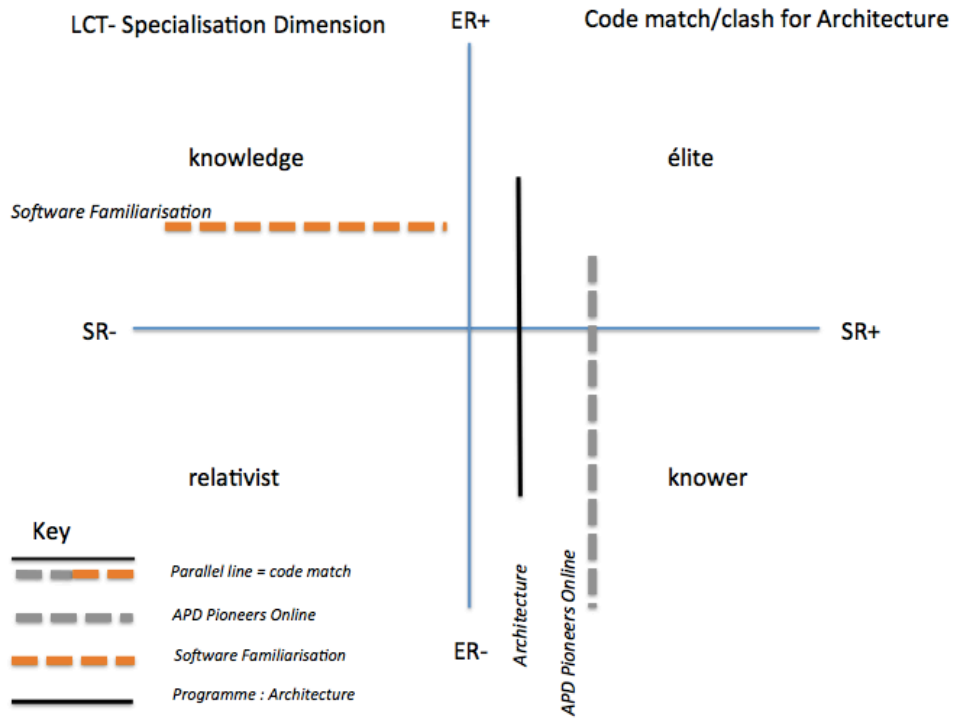 LCT- Specialisation Dimension
ER+
Code match/clash for Architecture
knowledge
élite
Software Familiarisation
SR-
SR+
relativist
knower
Key
Parallel line = code match
APD Pioneers Online
Software Familiarisation
Programme : Architecture
ER-
Architecture
APD Pioneers Online